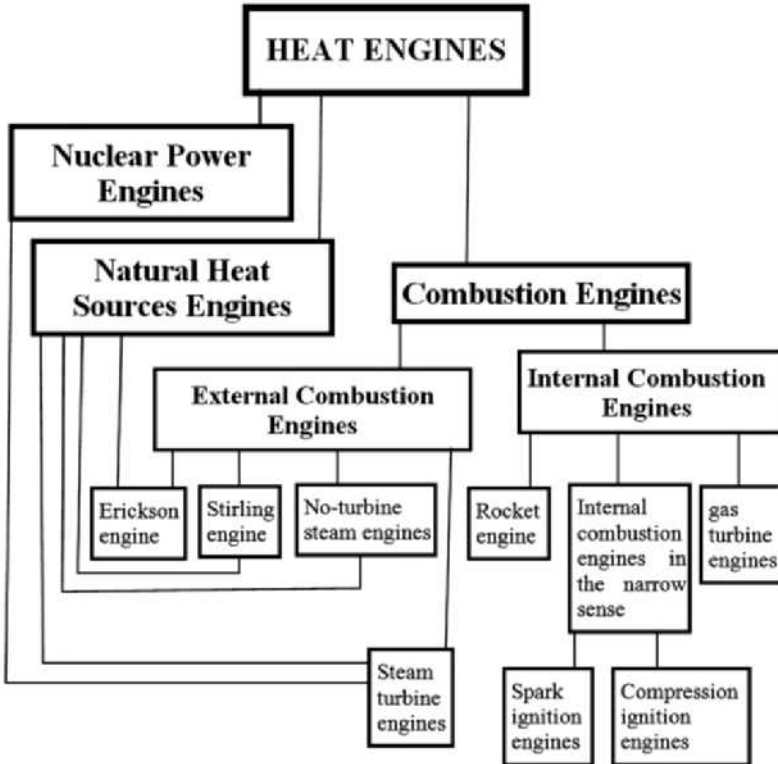 HEAT ENGINES
Nuclear Power
Engines
Natural Heat
Sources Engines
Combustion Engines
External Combustion
Engines
Internal Combustion
Engines
Erickson
engine
Stirling
engine
No-turbine
steam engines
Rocket
engine
Internal
combustion
engines in
the narrow
sense
gas
turbine
engines
Steam
turbine
engines
Spark
ignition
engines
Compression
ignition
engines